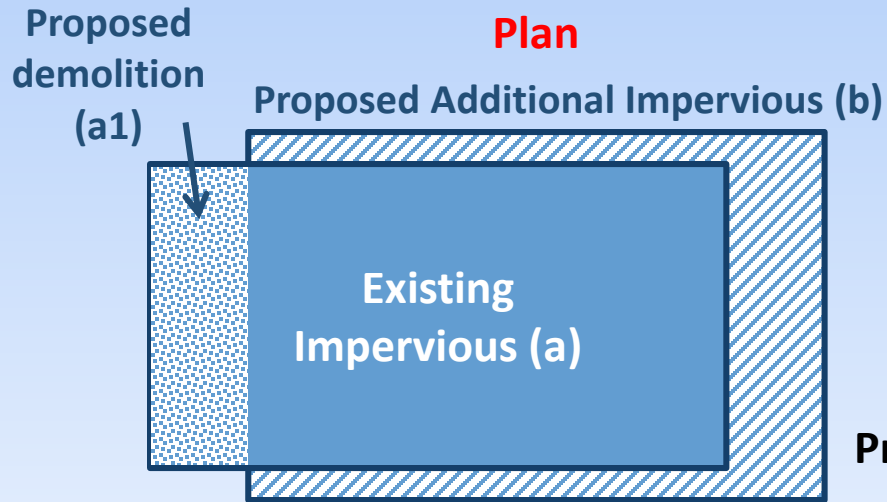 Proposed
demolition
(a1)
Plan
Proposed Additional Impervious (b)
Existing
Impervious (a)